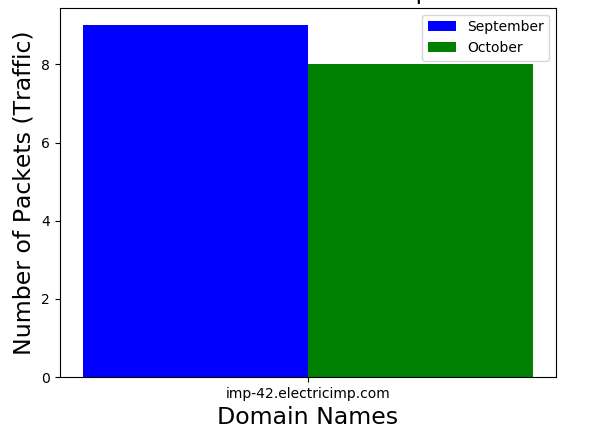 September
October
Number of Packets (Traffic)
8
6
4
2
0
imp-42.electricimp.com
Domain Names